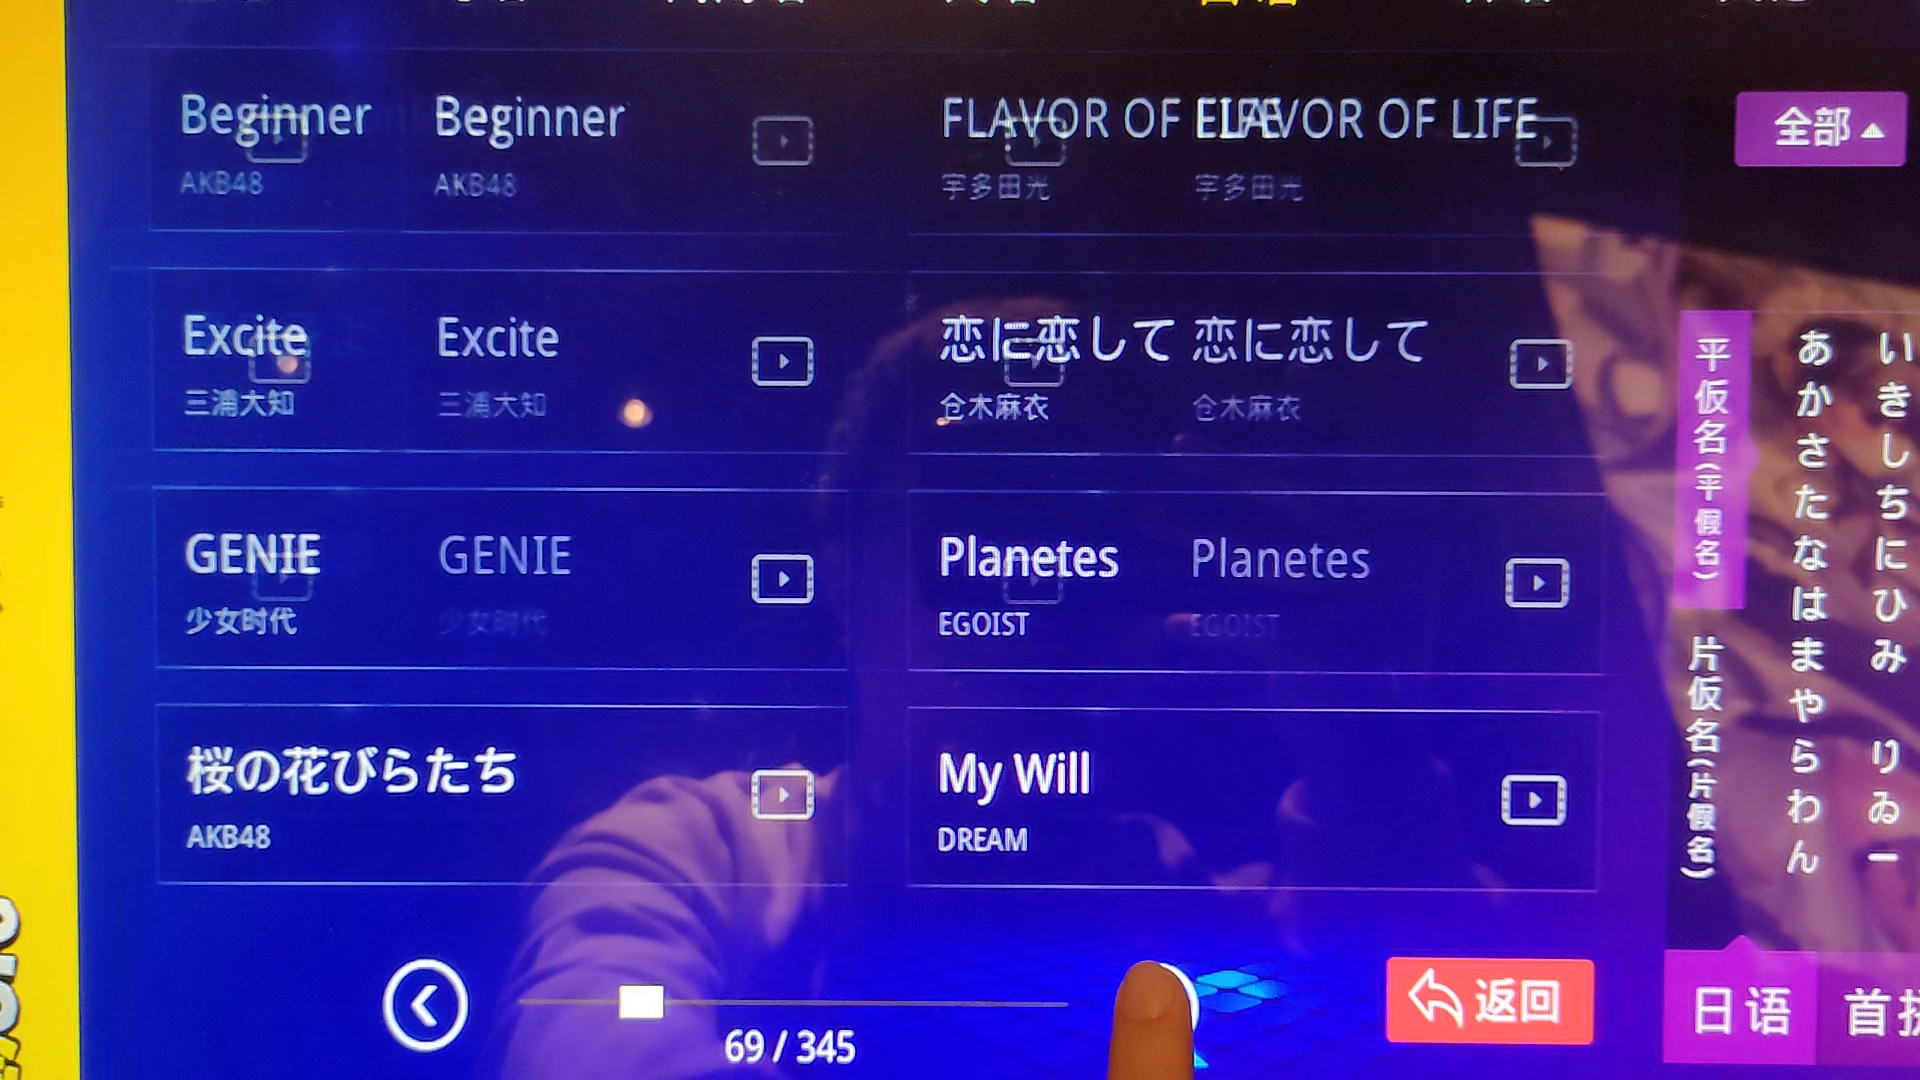 Beginner Beginner
AKB48 AKB48
FLAVOR OF LIFE FLAVOR OF LIFE
宇多田光 宇多田光
全部
Excite Excite
三浦大知 三浦大知
恋に恋して 恋に恋して
仓木麻衣 仓木麻衣
GENIE GENIE
少女时代 少女时代
Planetes Planetes
EGOIST EGOIST
桜の花びらたち
AKB48
My Will
DREAM
69 / 345
返回
平仮名(平假名)
片仮名(片假名)
あかさたなはまやらわん
いきしちにひみ りゐー
日语
首拼